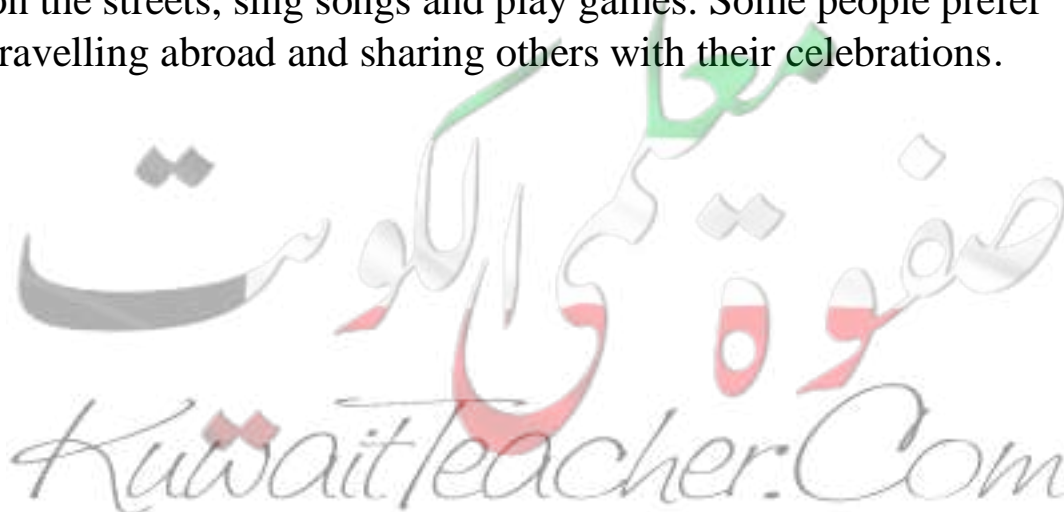 on the streets, sing songs and play games. Some people prefer
travelling abroad and sharing others with their celebrations.
صفوة معلمى الكويت
KuwaitTeacher.Com